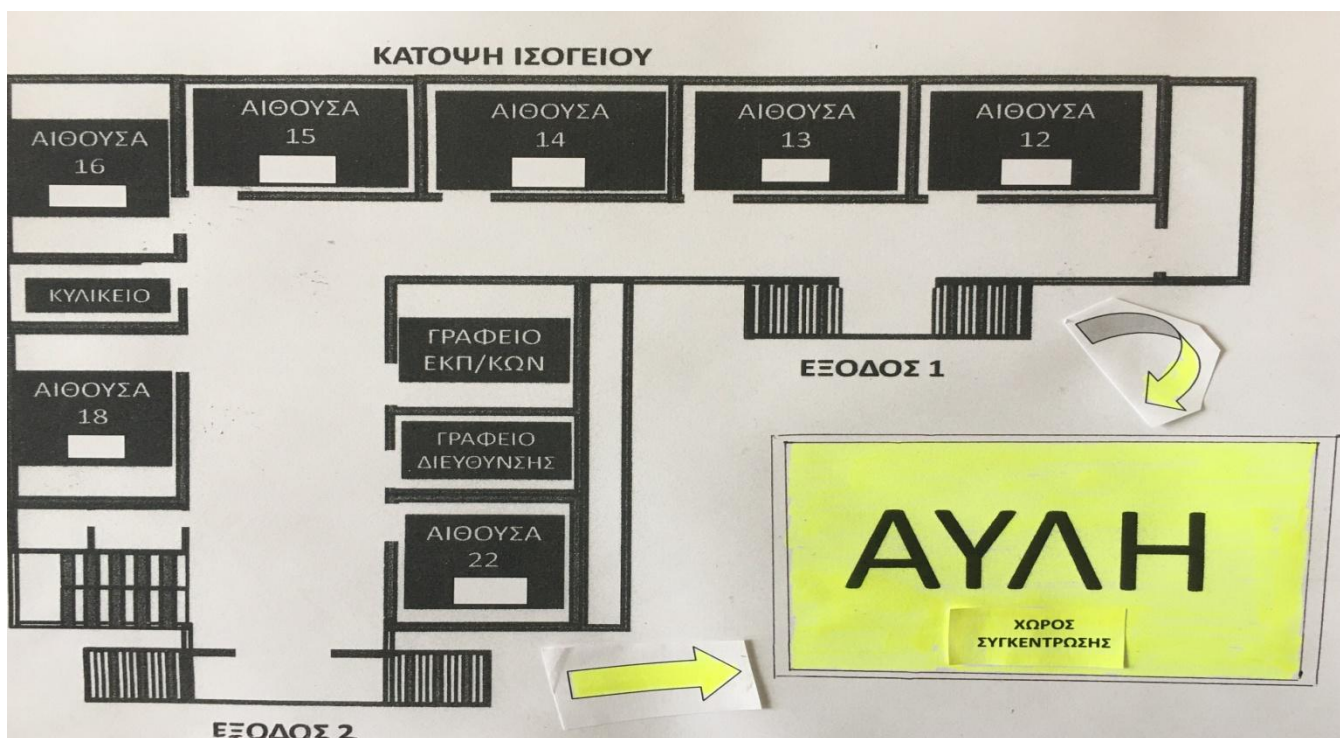 ΚΑΤΟΨΗ ΙΣΟΓΕΙΟΥ
ΑΙΘΟΥΣΑ
16
ΑΙΘΟΥΣΑ
15
ΑΙΘΟΥΣΑ
14
ΑΙΘΟΥΣΑ
13
ΑΙΘΟΥΣΑ
12
ΚΥΛΙΚΕΙΟ
ΓΡΑΦΕΙΟ
ΕΚΠ/ΚΩΝ
ΕΞΟΔΟΣ 1
ΑΙΘΟΥΣΑ
18
ΓΡΑΦΕΙΟ
ΔΙΕΥΘΥΝΣΗΣ
ΑΙΘΟΥΣΑ
22
ΑΥΛΗ
ΧΩΡΟΣ
ΣΥΓΚΕΝΤΡΩΣΗΣ
ΕΞΟΔΟΣ 2